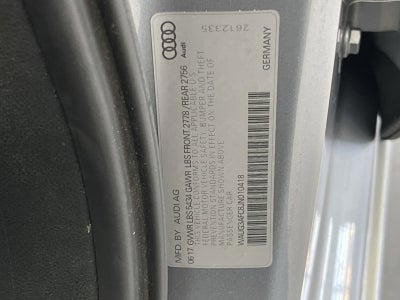 Audi
2612335
GERMANY
MFD. BY AUDI AG
06 17 GVWR LBS 5434 GAWR LBS FRONT 2778 / REAR 2756
THIS VEHICLE CONFORMS TO ALL APPLICABLE U.S.
FEDERAL MOTOR VEHICLE SAFETY, BUMPER AND THEFT
PREVENTION STANDARDS IN EFFECT ON THE DATE OF
MANUFACTURE SHOWN ABOVE.
PASSENGER CAR
WAUG3AFC8JN010418